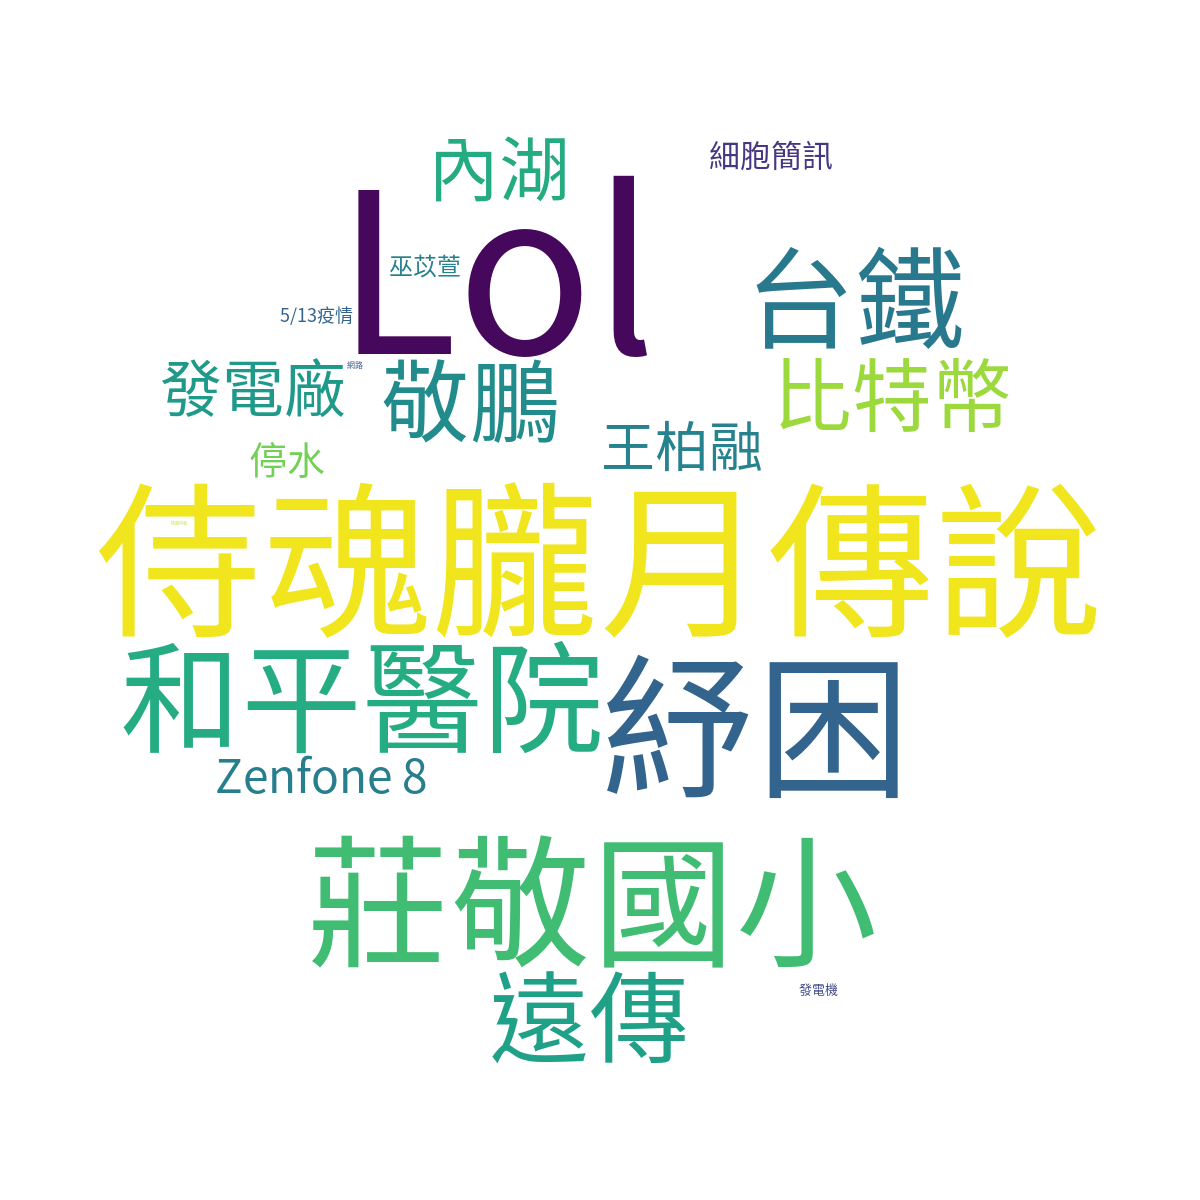 內湖
細胞簡訊
Lol
巫苡萱
台鐵
5/13疫情
發電廠
網路
敬鵬
比特幣
王柏融
停水
侍魂朧月傳說
和平醫院
紓困
Zenfone 8
莊敬國小
遠傳
發電機